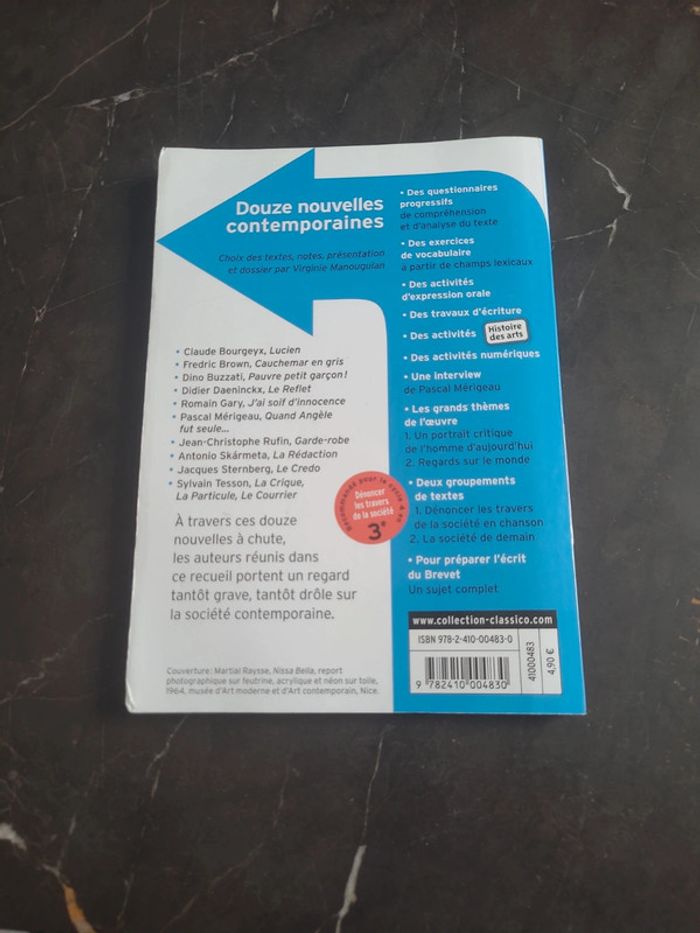 Douze nouvelles
contemporaines
Choix des textes, notes, présentation
et dossier par Virginie Manouguian
• Claude Bourgeyx, Lucien
• Fredric Brown, Cauchemar en gris
• Dino Buzzati, Pauvre petit garçon !
• Didier Daeninckx, Le Reflet
• Romain Gary, J'ai soif d'innocence
• Pascal Mérigeau, Quand Angèle
fut seule...
• Jean-Christophe Rufin, Garde-robe
• Antonio Skármeta, La Rédaction
• Jacques Sternberg, Le Credo
• Sylvain Tesson, La Crique,
La Particule, Le Courrier
À travers ces douze
nouvelles à chute,
les auteurs réunis dans
ce recueil portent un regard
tantôt grave, tantôt drôle sur
la société contemporaine.
Couverture : Martial Raysse, Nissa Bella, report
photographique sur feutrine, acrylique et néon sur toile,
1964, musée d'Art moderne et d'Art contemporain, Nice.
Recommandé pour le cycle 4 en
Dénoncer
les travers
de la société
3e
• Des questionnaires
progressifs
de compréhension
et d'analyse du texte
• Des exercices
de vocabulaire
à partir de champs lexicaux
• Des activités
d'expression orale
• Des travaux d'écriture
• Des activités
Histoire
des arts
• Des activités numériques
• Une interview
de Pascal Mérigeau
• Les grands thèmes
de l'œuvre
1. Un portrait critique
de l'homme d'aujourd'hui
2. Regards sur le monde
• Deux groupements
de textes
1. Dénoncer les travers
de la société en chanson
2. La société de demain
• Pour préparer l'écrit
du Brevet
Un sujet complet
www.collection-classico.com
ISBN 978-2-410-00483-0
9 782410 004830
41000483
4,90 €